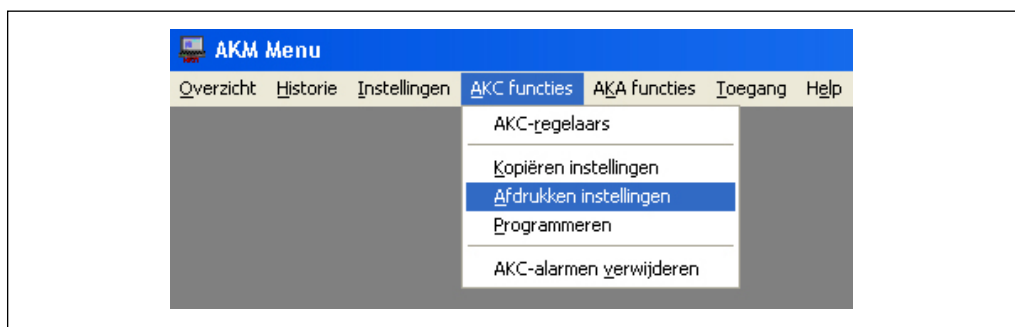 AKM Menu
Overzicht Historie Instellingen AKC functies AKA functies Toegang Help
AKC-regelaars
Kopiëren instellingen
Afdrukken instellingen
Programmeren
AKC-alarmen verwijderen